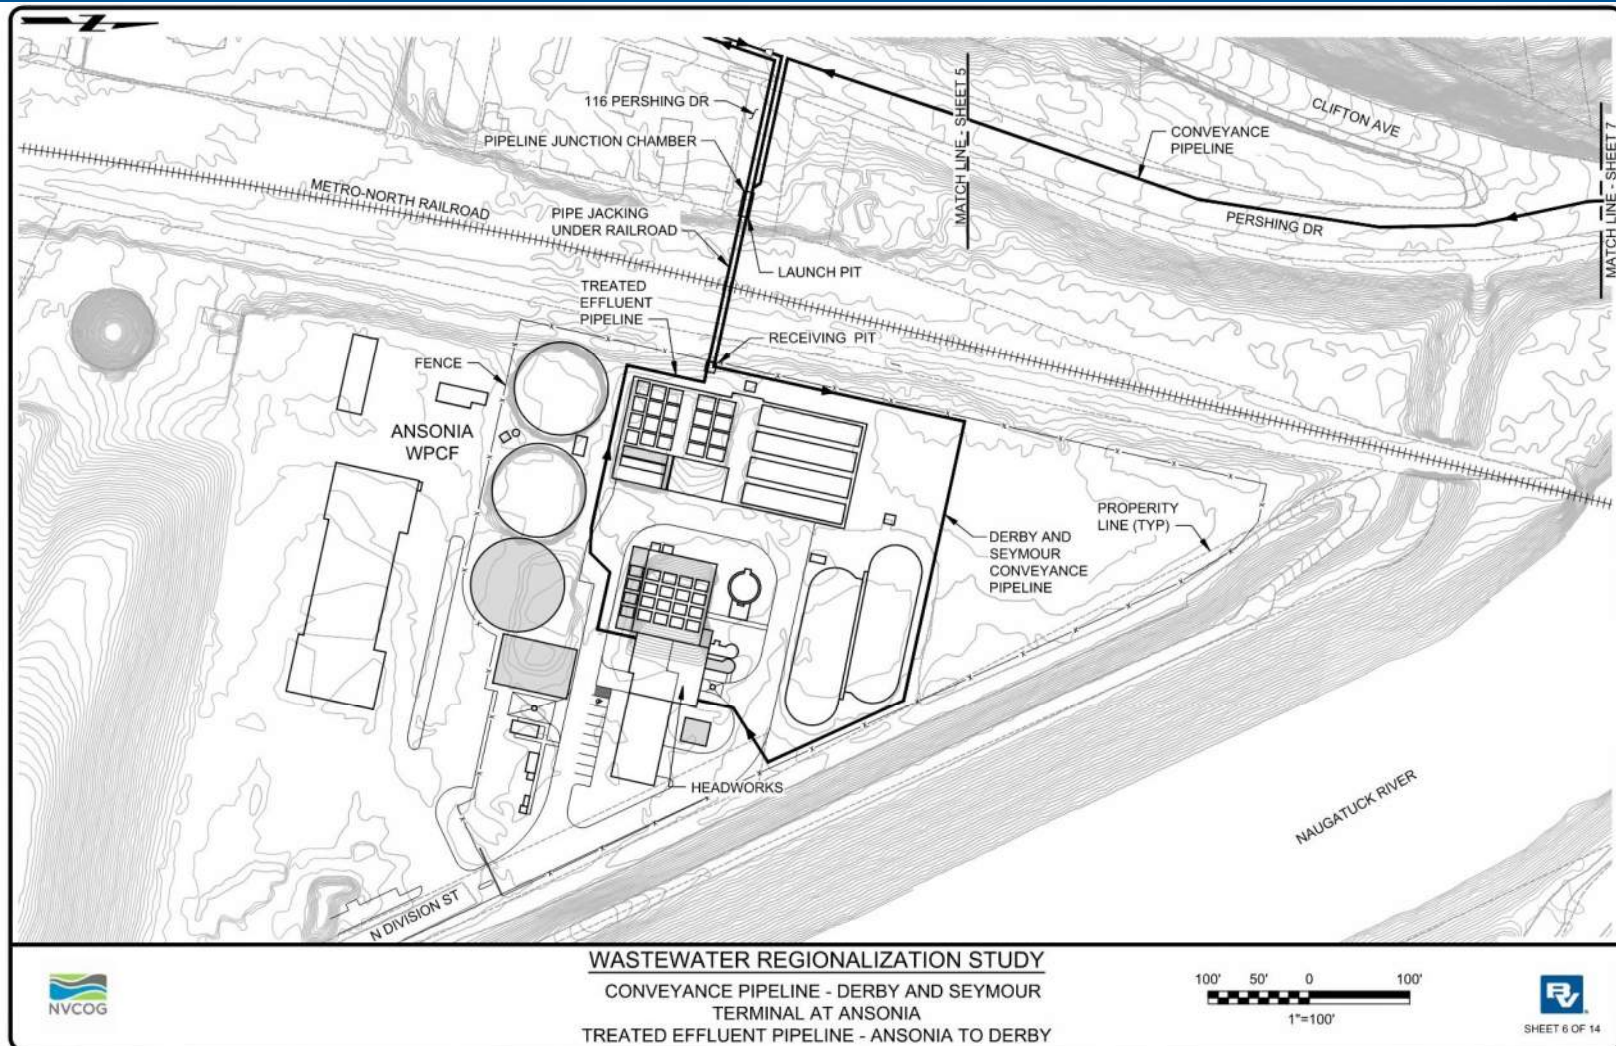 Z
116 PERSHING DR
PIPELINE JUNCTION CHAMBER
METRO-NORTH RAILROAD
PIPE JACKING
UNDER RAILROAD
LAUNCH PIT
TREATED
EFFLUENT
PIPELINE
RECEIVING PIT
FENCE
ANSONIA
WPCF
MATCH LINE - SHEET 5
CONVEYANCE
PIPELINE
CLIFTON AVE
PERSHING DR
MATCH LINE - SHEET 7
PROPERITY
LINE (TYP)
DERBY AND
SEYMOUR
CONVEYANCE
PIPELINE
HEADWORKS
NAUGATUCK RIVER
N DIVISION ST
NVCOG
WASTEWATER REGIONALIZATION STUDY
CONVEYANCE PIPELINE - DERBY AND SEYMOUR
TERMINAL AT ANSONIA
TREATED EFFLUENT PIPELINE - ANSONIA TO DERBY
100' 50' 0 100'
1"=100'
BV
SHEET 6 OF 14